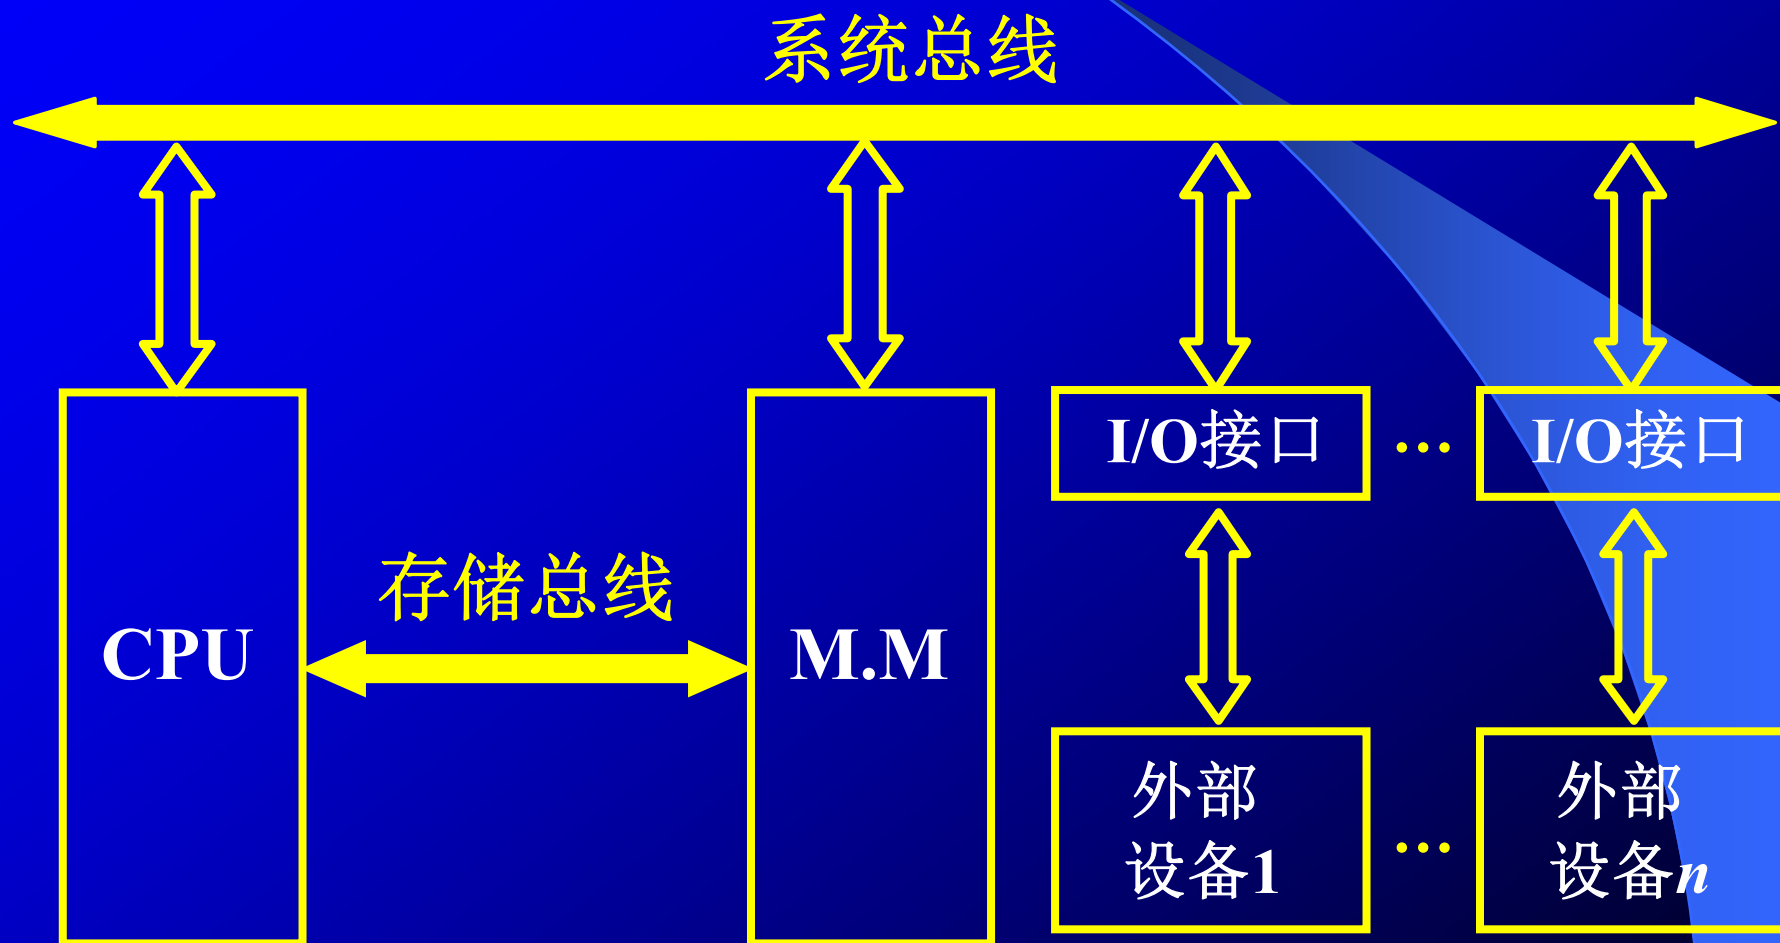 系统总线
I/O接口 … I/O接口
存储总线
CPU
M.M
外部
设备1
…
外部
设备n